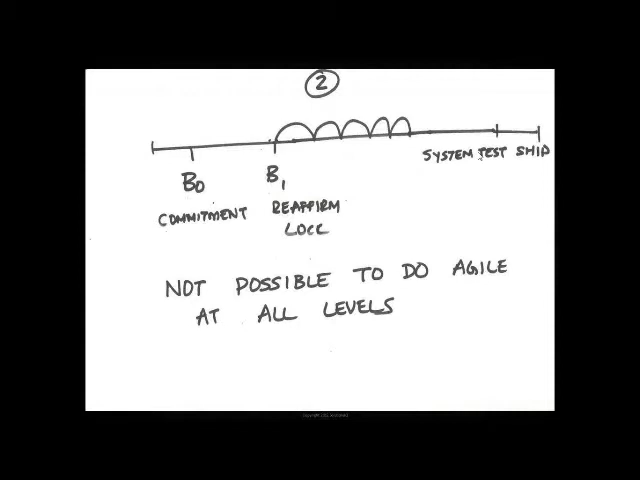 2
SYSTEM TEST SHIP
B0 B1
COMMITMENT REAFFIRM
LOCK
NOT POSSIBLE TO DO AGILE
AT ALL LEVELS